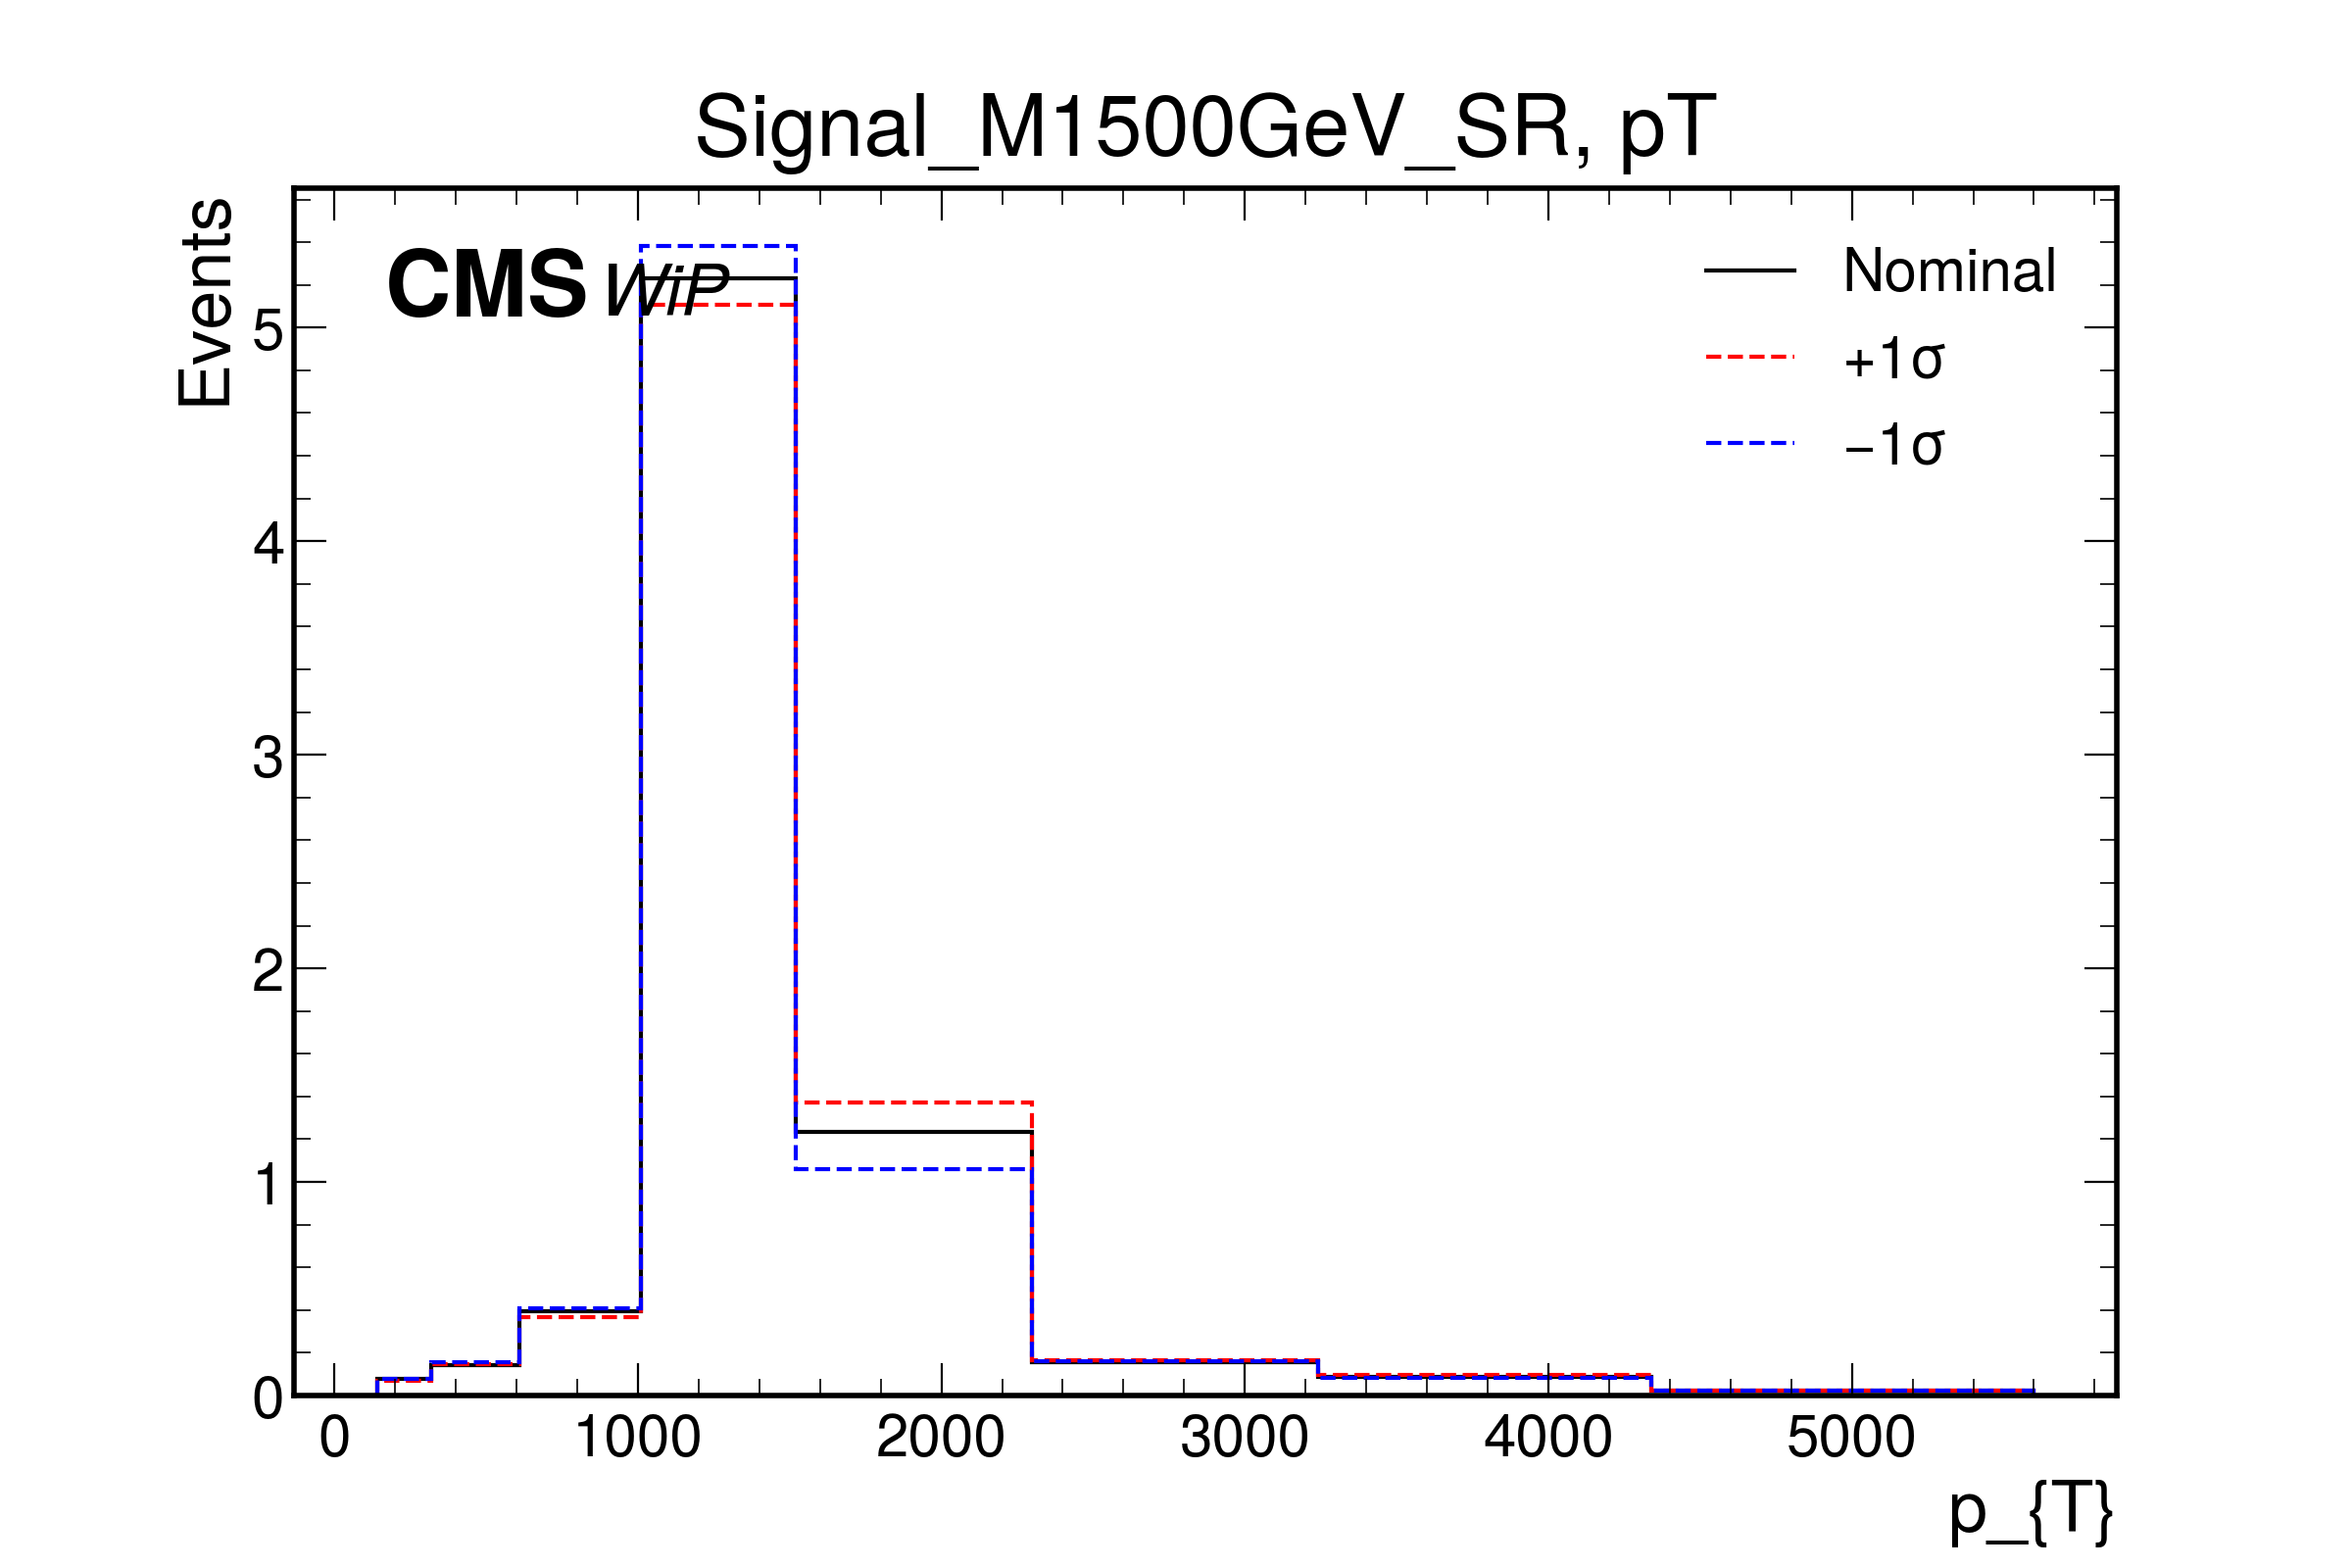 Signal_M1500GeV_SR, pT
Events
CMS WiP
Nominal
+1σ
−1σ
5
4
3
2
1
0
0 1000 2000 3000 4000 5000
p_{T}